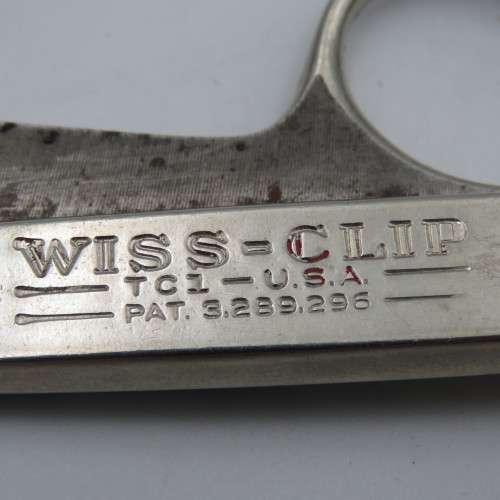 WISS-CLIP
TC1 - U.S.A.
PAT. 3.289.296